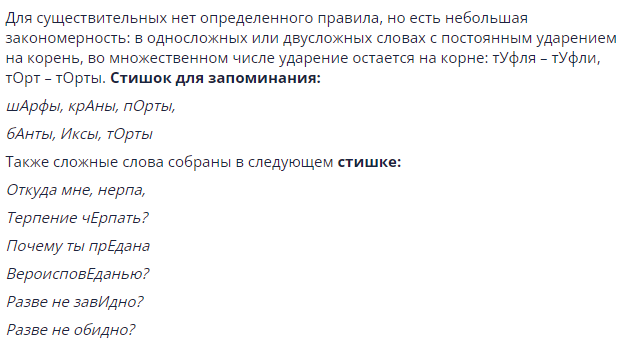 Для существительных нет определенного правила, но есть небольшая
закономерность: в односложных или двусложных словах с постоянным ударением
на корень, во множественном числе ударение остается на корне: тУфля – тУфли,
тОрт – тОрты. Стишок для запоминания:
шАрфы, крАны, пОрты,
бАнты, Иксы, тОрты
Также сложные слова собраны в следующем стишке:
Откуда мне, нерпа,
Терпение чЕрпать?
Почему ты прЕдана
ВероисповЕданью?
Разве не завИдно?
Разве не обидно?